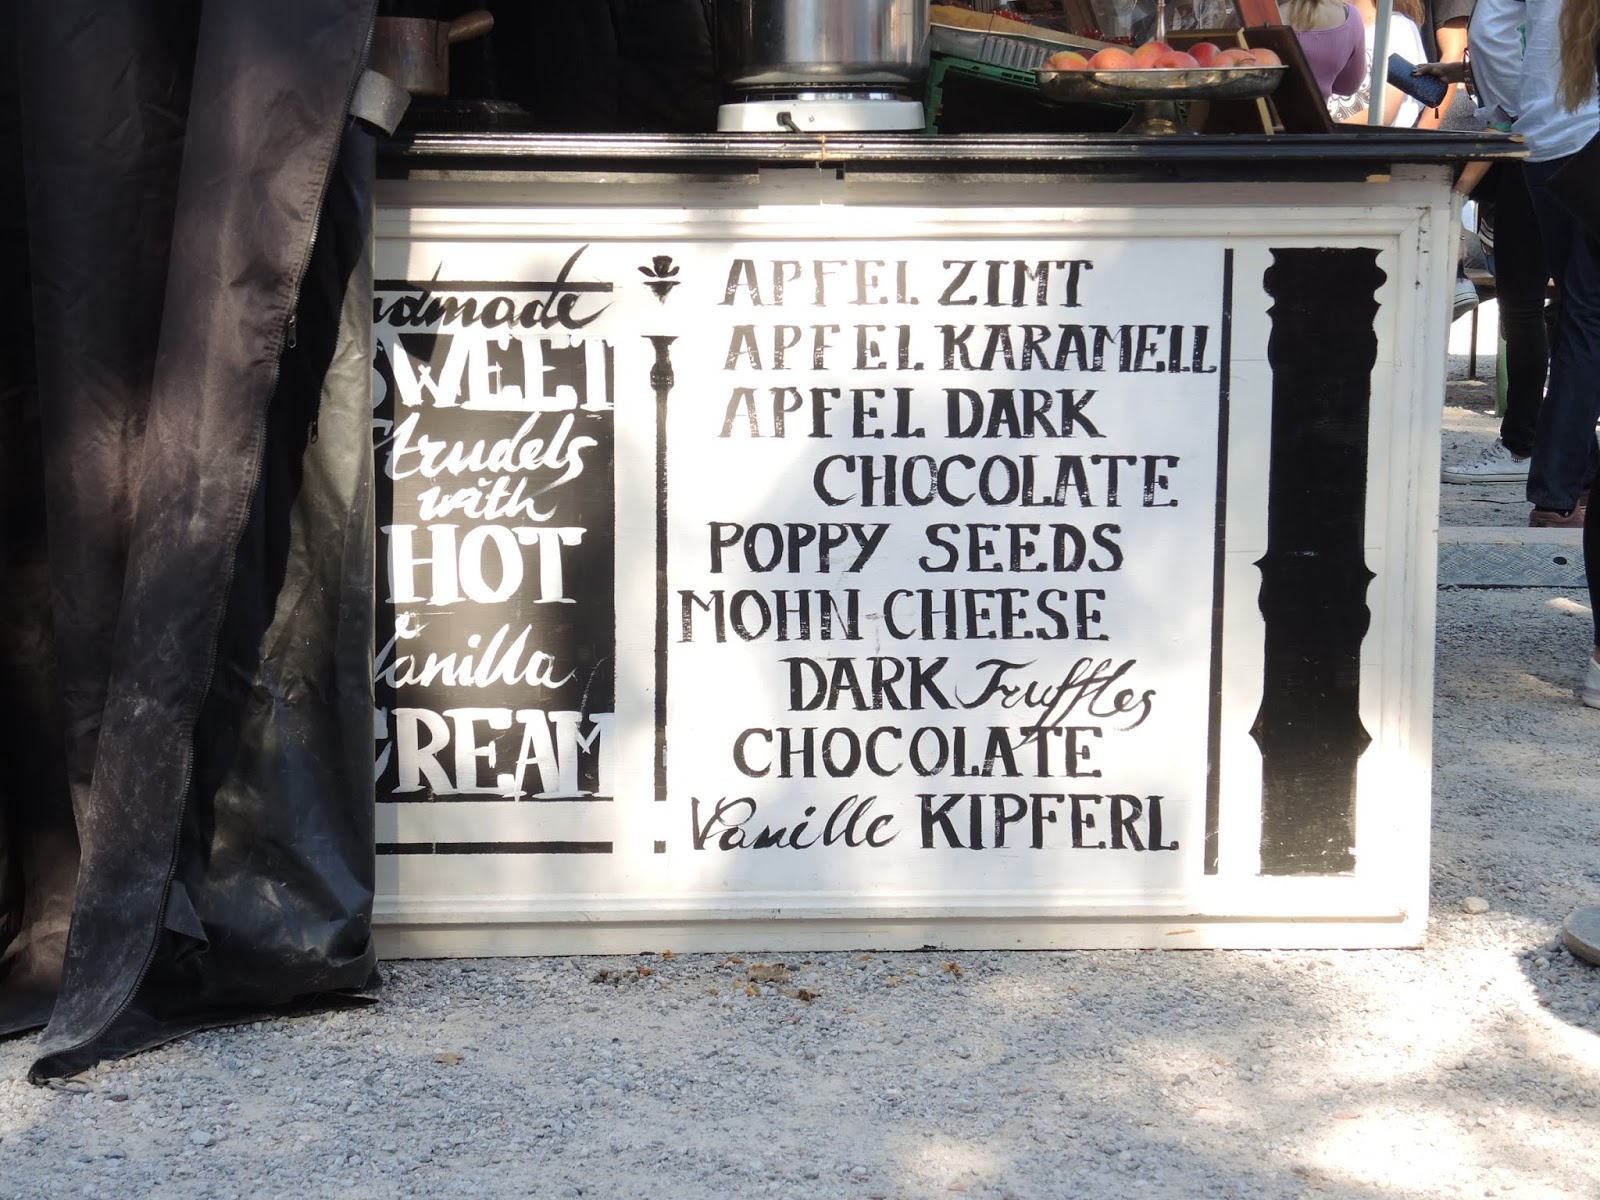 ndmade
SWEET
Strudels
with
HOT
Vanilla
CREAM
APFEL ZIMT
APFEL KARAMELL
APFEL DARK
CHOCOLATE
POPPY SEEDS
MOHN-CHEESE
DARK Truffles
CHOCOLATE
Vanille KIPFERL